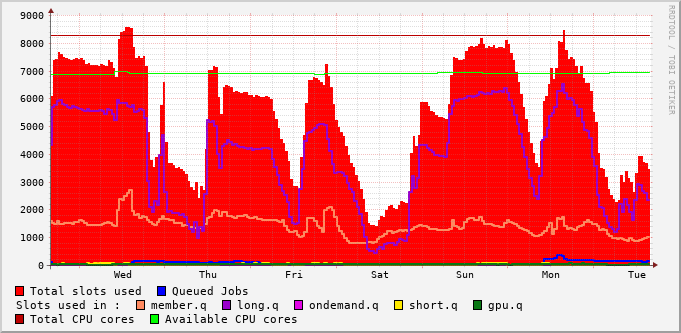 9000
8000
7000
6000
5000
4000
3000
2000
1000
0
Wed Thu Fri Sat Sun Mon Tue
RRDTOOL / TOBI OETIKER
Total slots used Queued Jobs
Slots used in : member.q long.q ondemand.q short.q gpu.q
Total CPU cores Available CPU cores